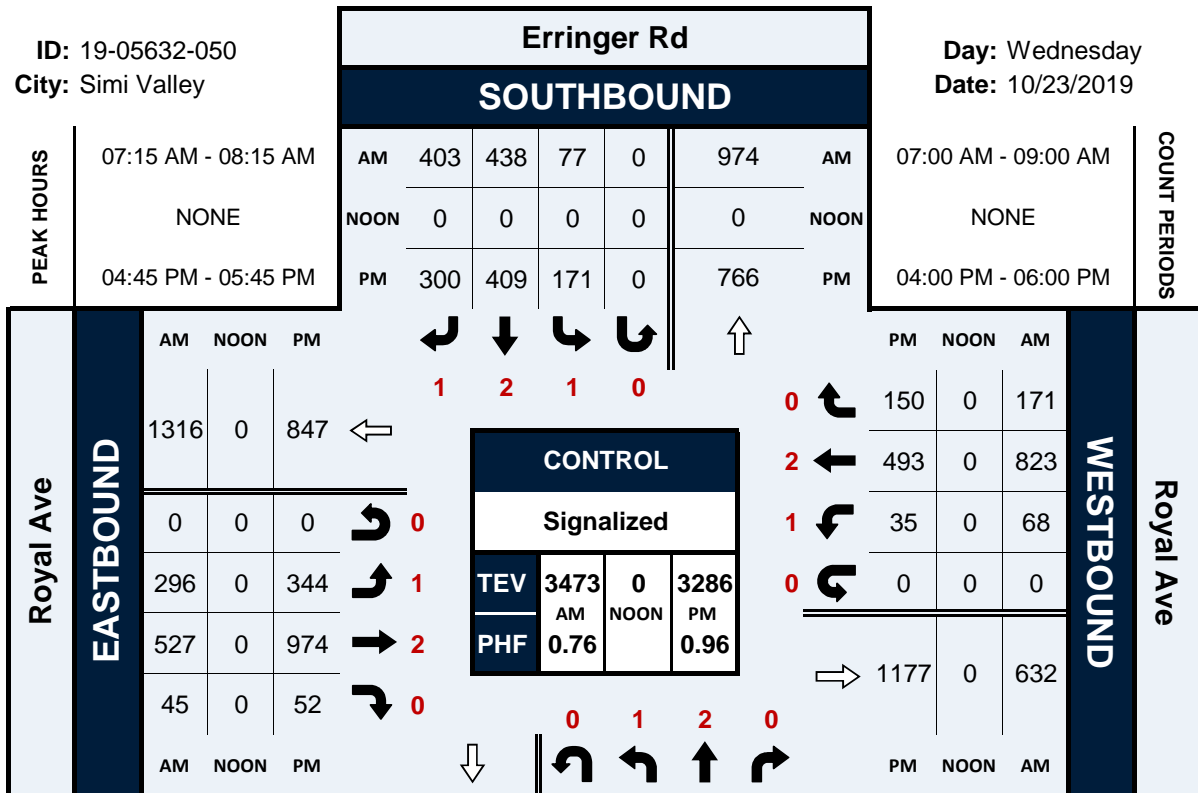 ID: 19-05632-050
City: Simi Valley
Erringer Rd
SOUTHBOUND
Day: Wednesday
Date: 10/23/2019
PEAK HOURS
07:15 AM - 08:15 AM
NONE
04:45 PM - 05:45 PM
AM 403 438 77 0 974 AM
NOON 0 0 0 0 0 NOON
PM 300 409 171 0 766 PM
07:00 AM - 09:00 AM
NONE
04:00 PM - 06:00 PM
COUNT PERIODS
1 2 1 0
Royal Ave
EASTBOUND
AM NOON PM
1316 0 847
0 0 0 0
296 0 344 1
527 0 974 2
45 0 52 0
AM NOON PM
CONTROL
Signalized
TEV 3473 0 3286
AM NOON PM
PHF 0.76 0.96
PM NOON AM
0 150 0 171
2 493 0 823
1 35 0 68
0 0 0 0
1177 0 632
PM NOON AM
WESTBOUND
Royal Ave
0 1 2 0